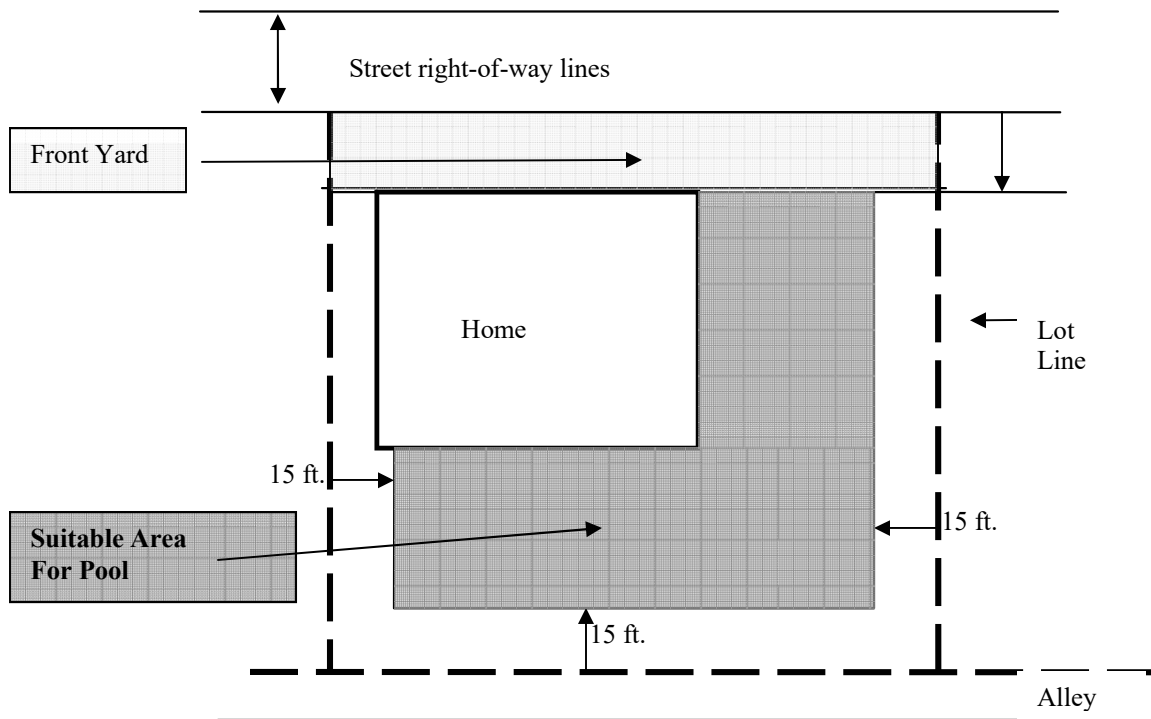 Street right-of-way lines
Front Yard
Home
Lot
Line
15 ft.
Suitable Area
For Pool
15 ft.
15 ft.
Alley